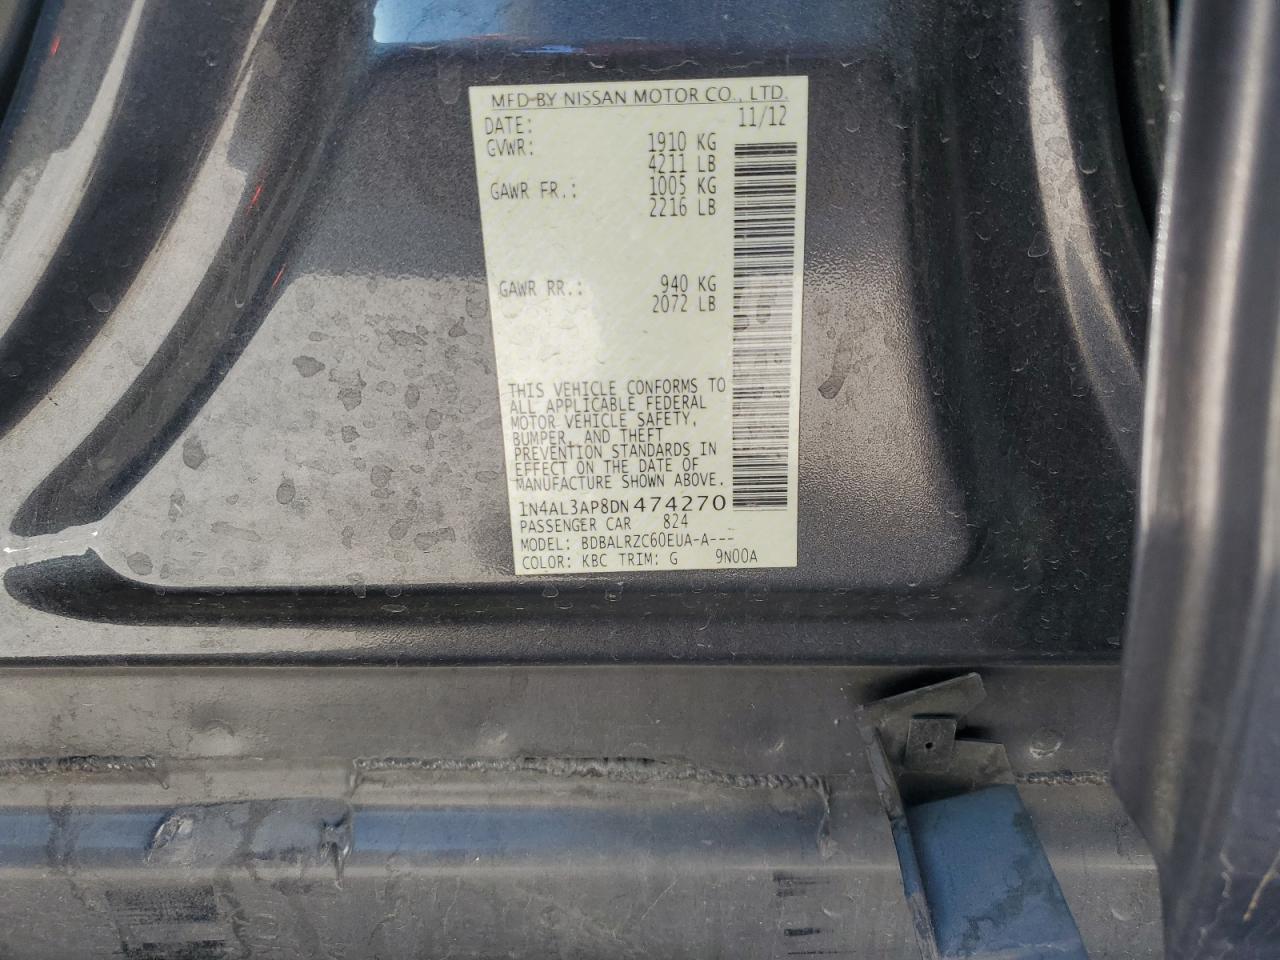 MFD BY NISSAN MOTOR CO., LTD.
DATE: 11/12
GVWR: 1910 KG
4211 LB
GAWR FR.: 1005 KG
2216 LB
GAWR RR.: 940 KG
2072 LB
THIS VEHICLE CONFORMS TO
ALL APPLICABLE FEDERAL
MOTOR VEHICLE SAFETY,
BUMPER, AND THEFT
PREVENTION STANDARDS IN
EFFECT ON THE DATE OF
MANUFACTURE SHOWN ABOVE.
1N4AL3AP8DN474270
PASSENGER CAR 824
MODEL: BDBALRZC60EUA-A---
COLOR: KBC TRIM: G 9N00A